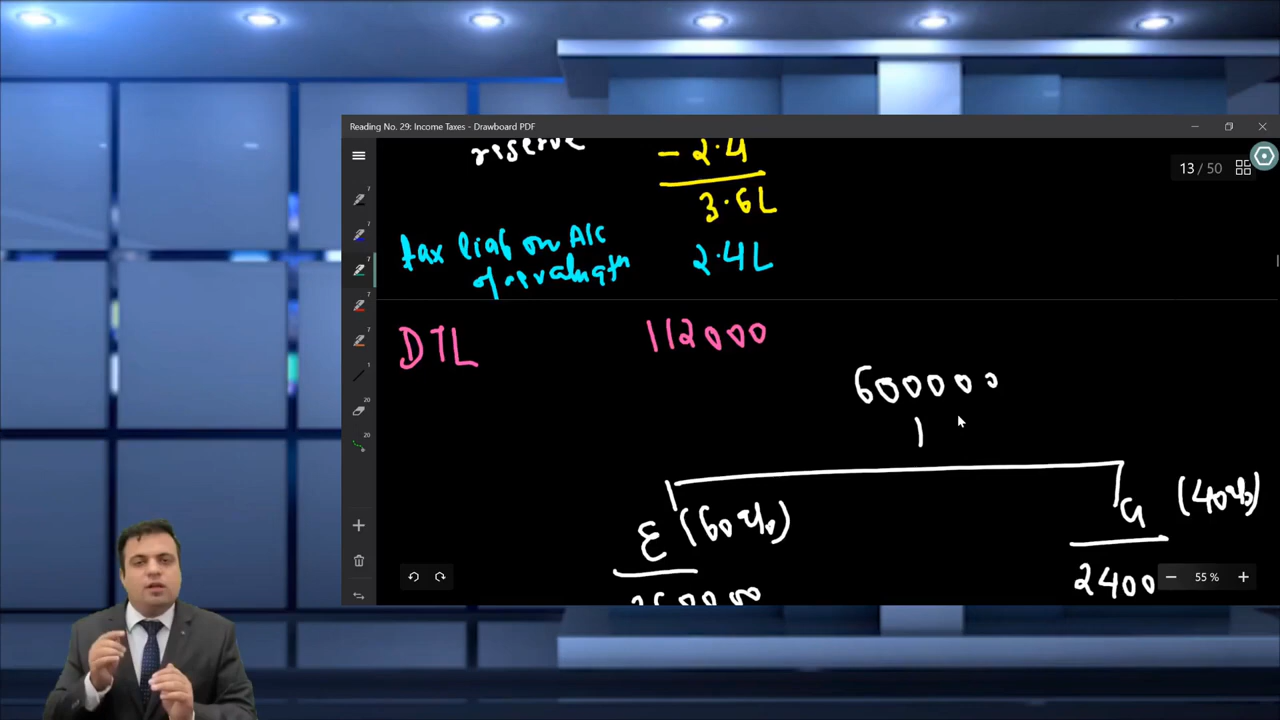 Reading No. 29: Income Taxes - Drawboard PDF
13 / 50
reserve
- 2.4
3.6L
tax liab on A/c
of revaluatn
2.4L
DTL 112000
600000
E (60%)
G (40%)
2400
55 %